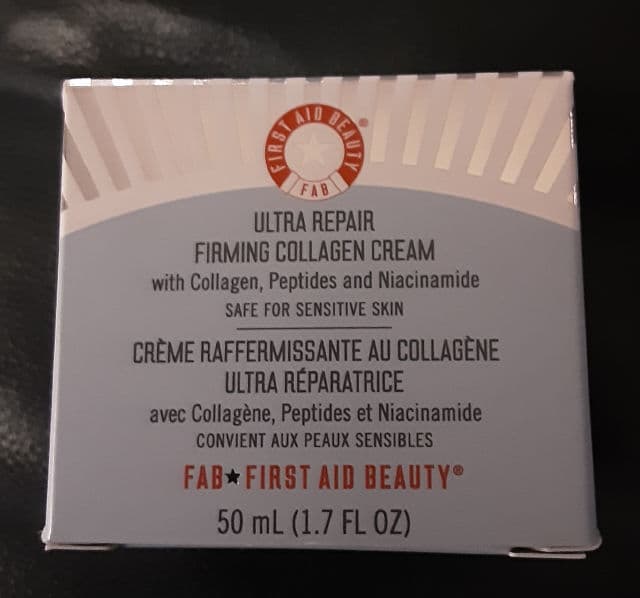 FIRST AID BEAUTY®
FAB
ULTRA REPAIR
FIRMING COLLAGEN CREAM
with Collagen, Peptides and Niacinamide
SAFE FOR SENSITIVE SKIN
CRÈME RAFFERMISSANTE AU COLLAGÈNE
ULTRA RÉPARATRICE
avec Collagène, Peptides et Niacinamide
CONVIENT AUX PEAUX SENSIBLES
FAB★FIRST AID BEAUTY®
50 mL (1.7 FL OZ)